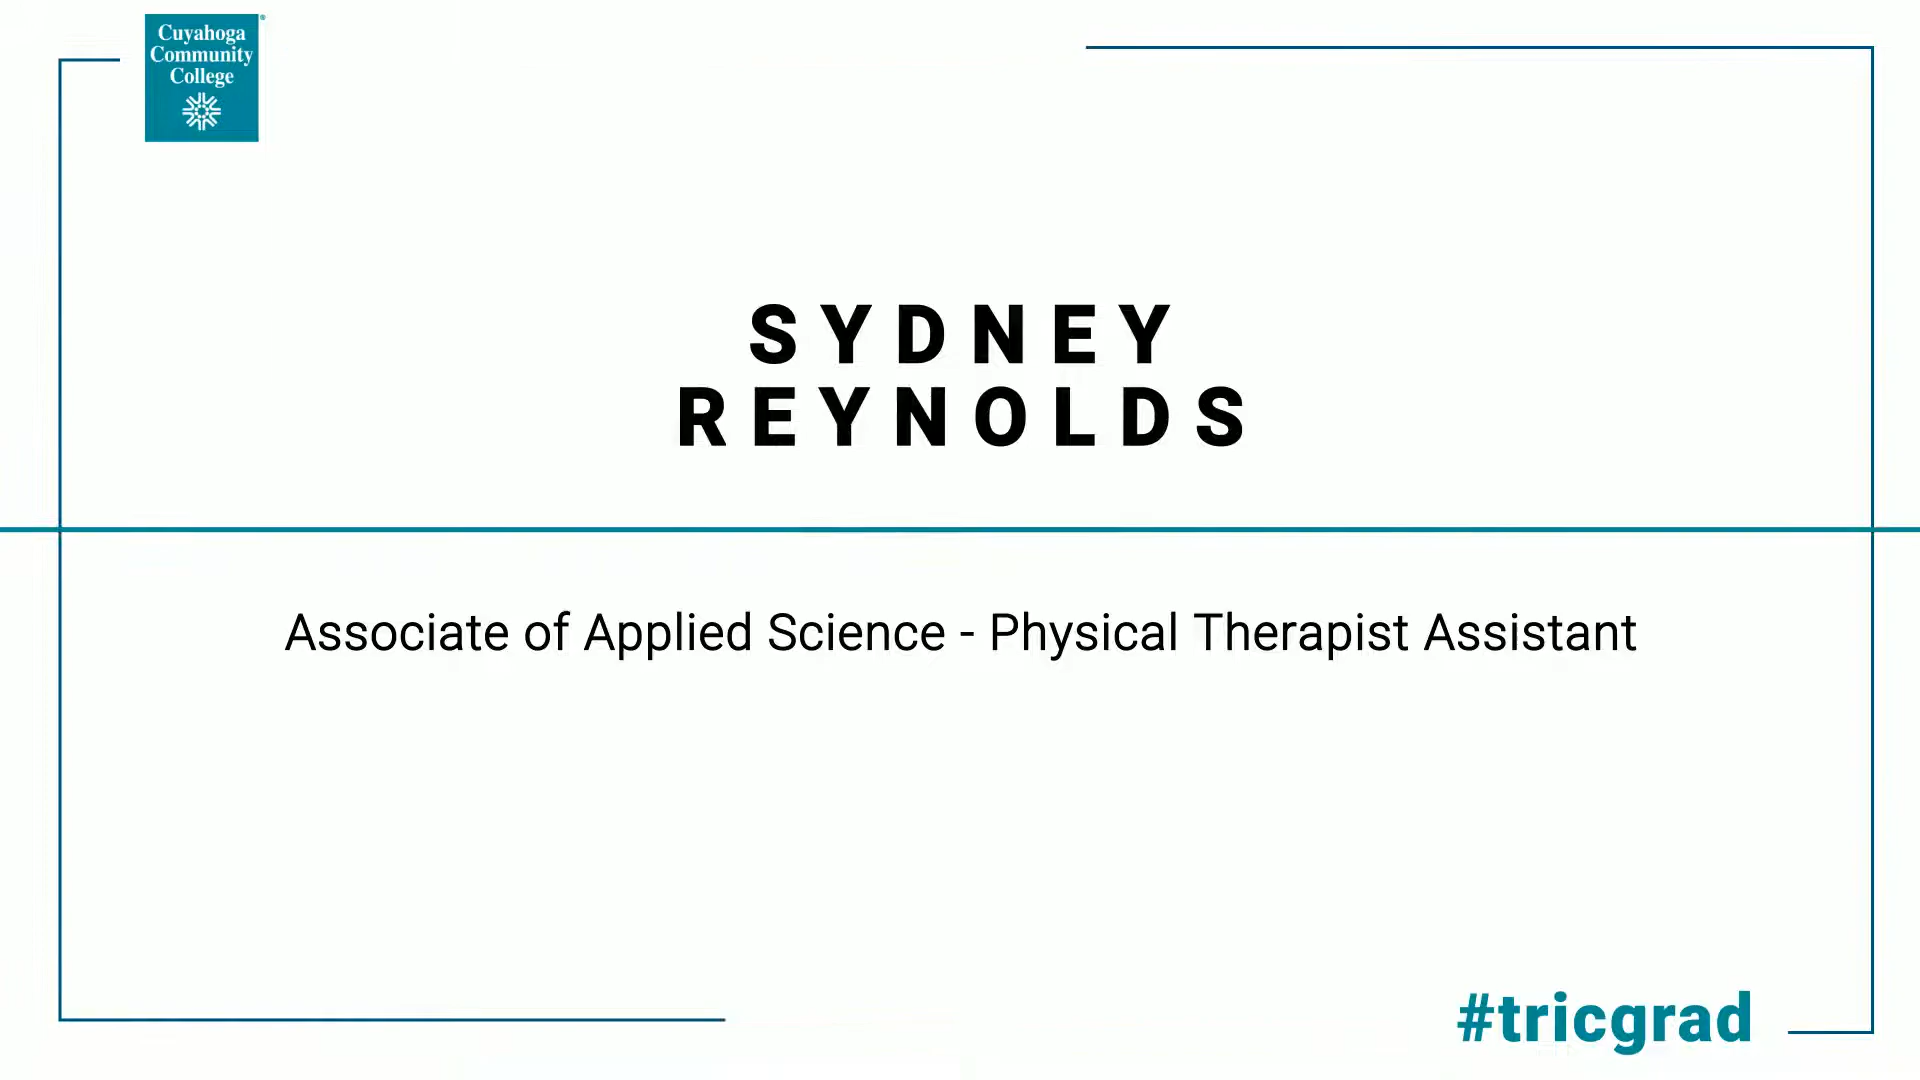 Cuyahoga
Community
College
SYDNEY
REYNOLDS
Associate of Applied Science - Physical Therapist Assistant
#tricgrad